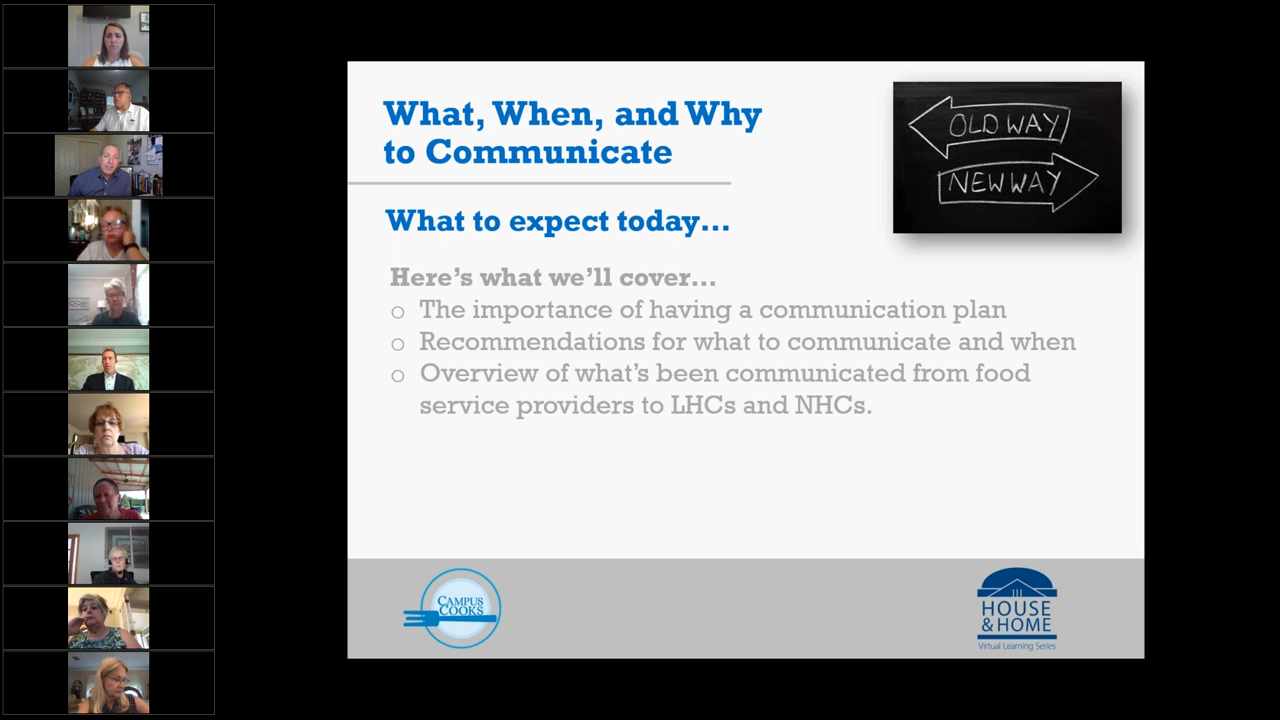 What, When, and Why
to Communicate
OLD WAY
NEW WAY
What to expect today...
Here's what we'll cover...
o The importance of having a communication plan
o Recommendations for what to communicate and when
o Overview of what's been communicated from food
service providers to LHCs and NHCs.
CAMPUS
COOKS
HOUSE
& HOME
Virtual Learning Series